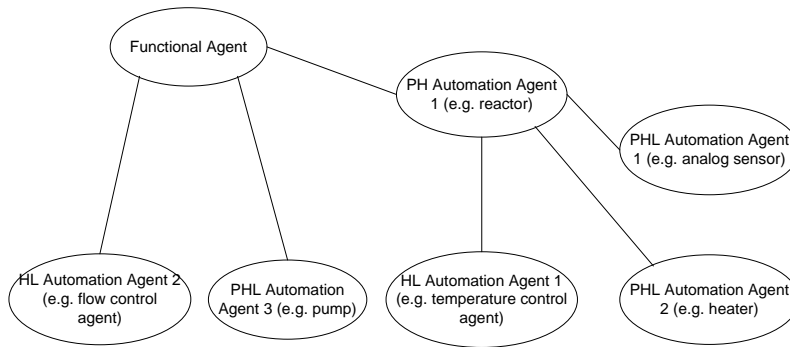 Functional Agent
PH Automation Agent
1 (e.g. reactor)
PHL Automation Agent
1 (e.g. analog sensor)
HL Automation Agent 2
(e.g. flow control
agent)
PHL Automation
Agent 3 (e.g. pump)
HL Automation Agent 1
(e.g. temperature control
agent)
PHL Automation Agent
2 (e.g. heater)